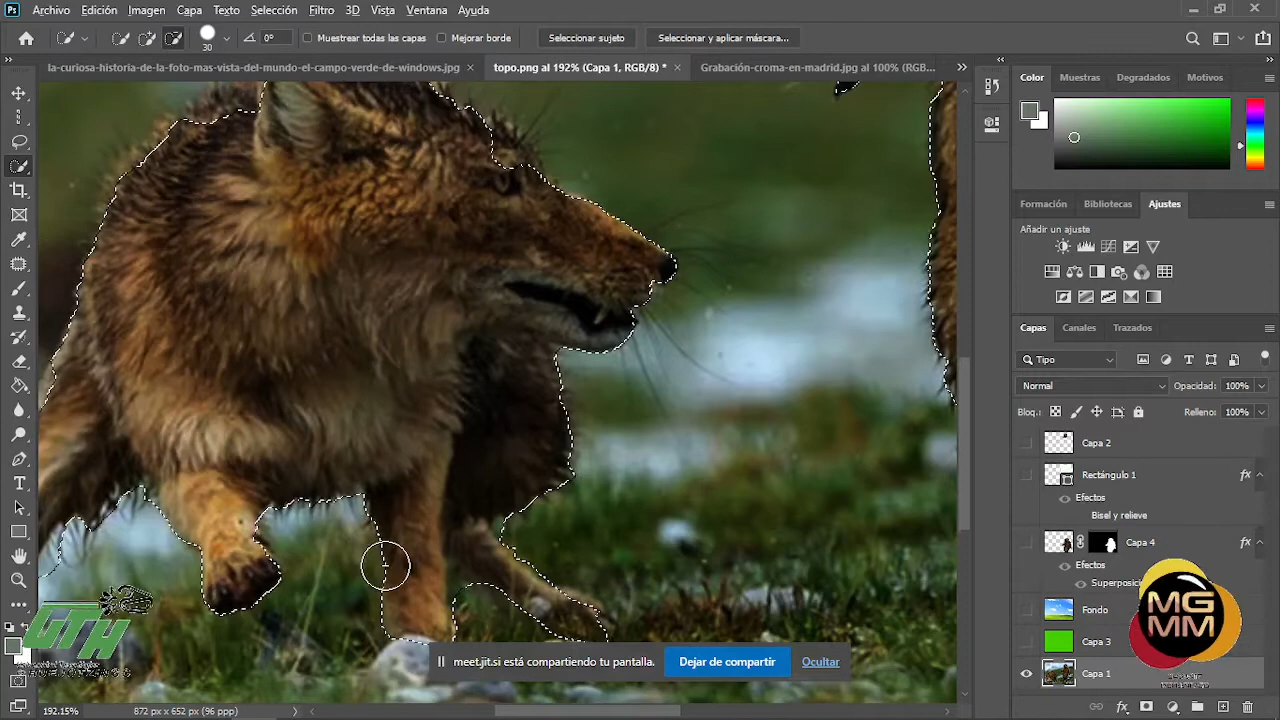 Ps Archivo Edición Imagen Capa Texto Selección Filtro 3D Vista Ventana Ayuda
30 0° Muestrear todas las capas Mejorar borde Seleccionar sujeto Seleccionar y aplicar máscara...
la-curiosa-historia-de-la-foto-mas-vista-del-mundo-el-campo-verde-de-windows.jpg × topo.png al 192% (Capa 1, RGB/8) * × Grabación-croma-en-madrid.jpg al 100% (RGB...
Color Muestras Degradados Motivos
Formación Bibliotecas Ajustes
Añadir un ajuste
Capas Canales Trazados
Tipo
Normal Opacidad: 100%
Bloq.: Relleno: 100%
Capa 2
Rectángulo 1 fx
Efectos
Bisel y relieve
Capa 4 fx
Efectos
Superposici
Fondo
Capa 3
Capa 1
MG
MM
GTH
meet.jit.si está compartiendo tu pantalla. Dejar de compartir Ocultar
192.15% 872 px x 652 px (96 ppp)
fx